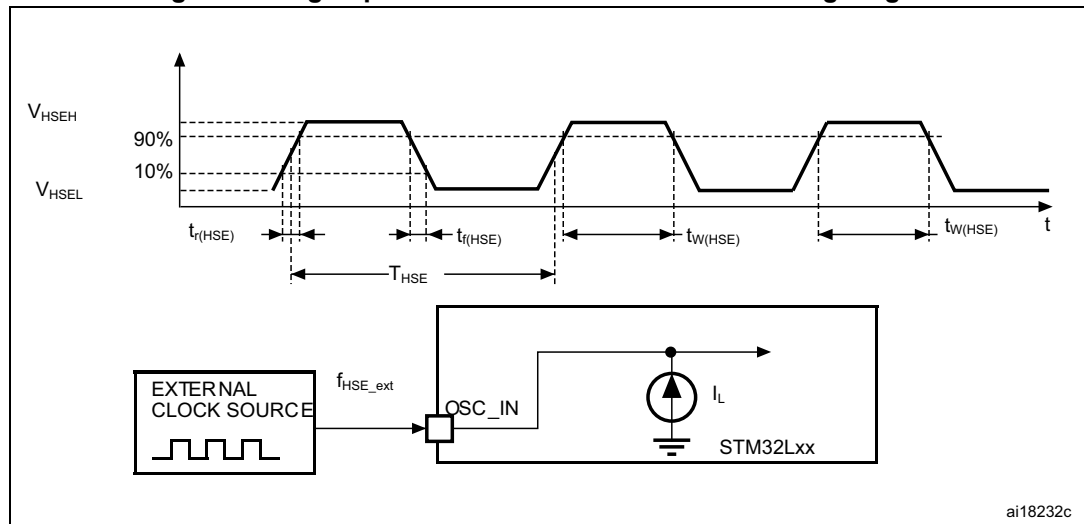 V_HSEH
90%
10%
V_HSEL
t_r(HSE)
t_f(HSE)
t_W(HSE)
t_W(HSE)
t
T_HSE
EXTERNAL
CLOCK SOURCE
f_HSE_ext
OSC_IN
I_L
STM32Lxx
ai18232c